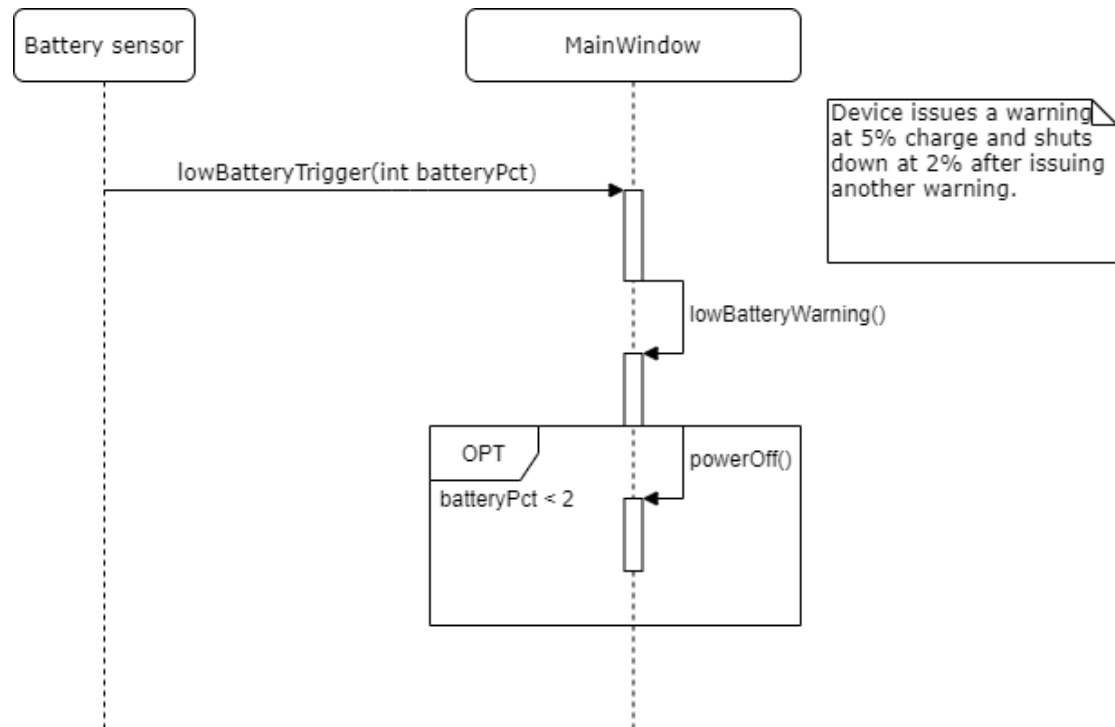 Battery sensor
MainWindow
Device issues a warning
at 5% charge and shuts
down at 2% after issuing
another warning.
lowBatteryTrigger(int batteryPct)
lowBatteryWarning()
OPT
powerOff()
batteryPct < 2